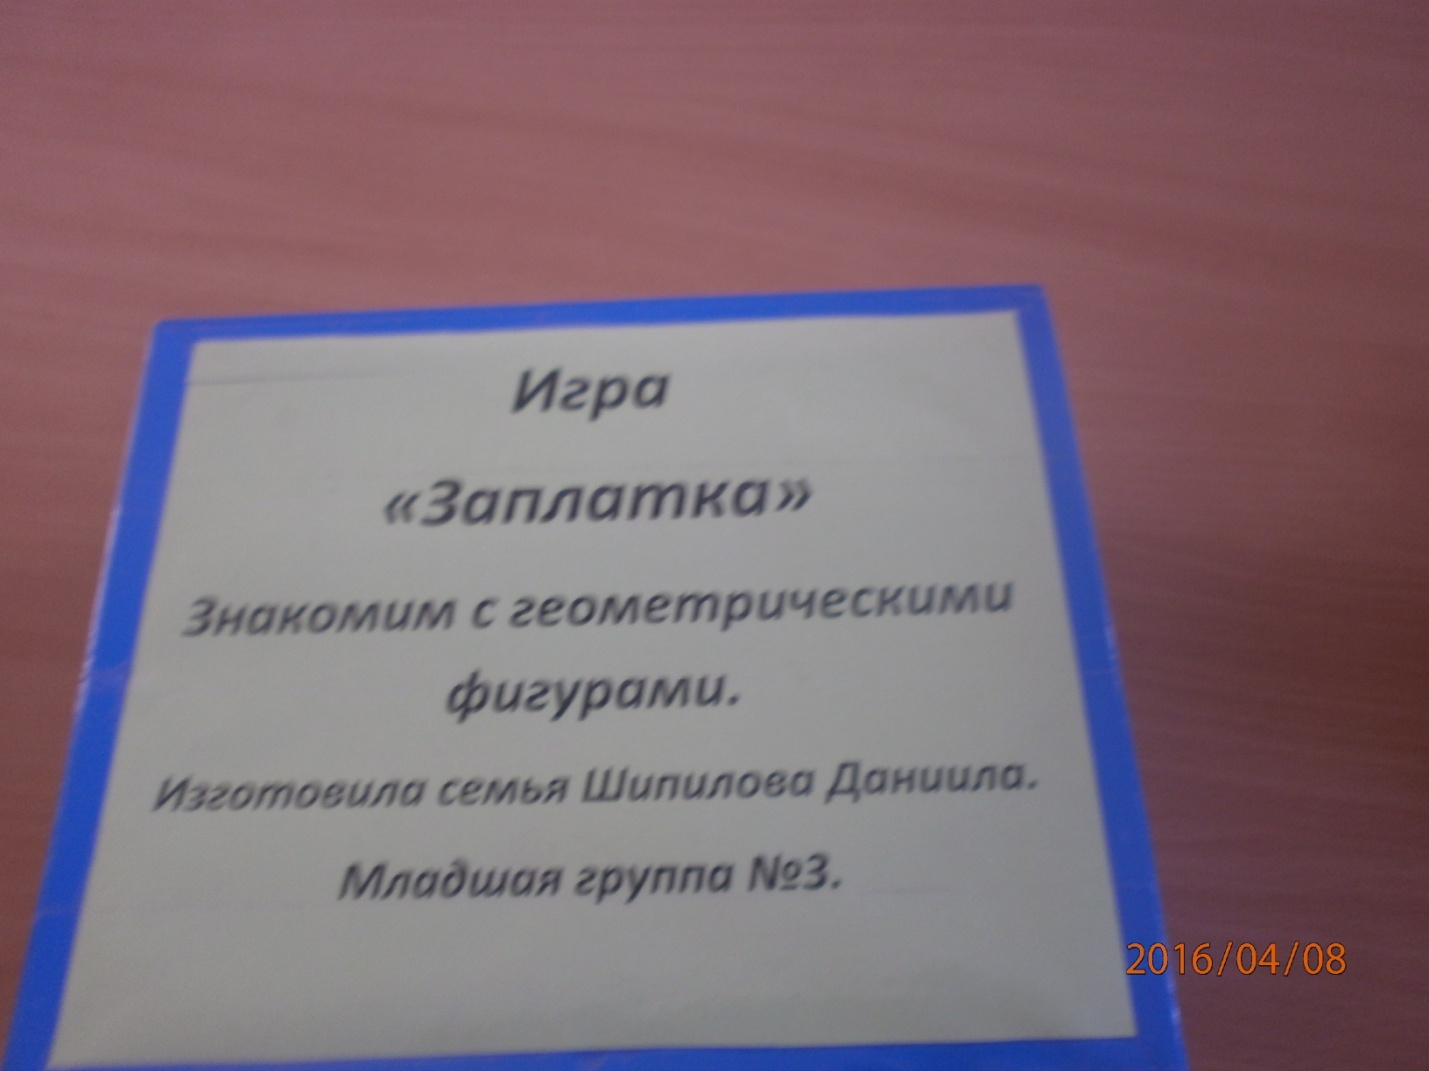 Игра
«Заплатка»
Знакомим с геометрическими
фигурами.
Изготовила семья Шипилова Даниила.
Младшая группа №3.
2016/04/08